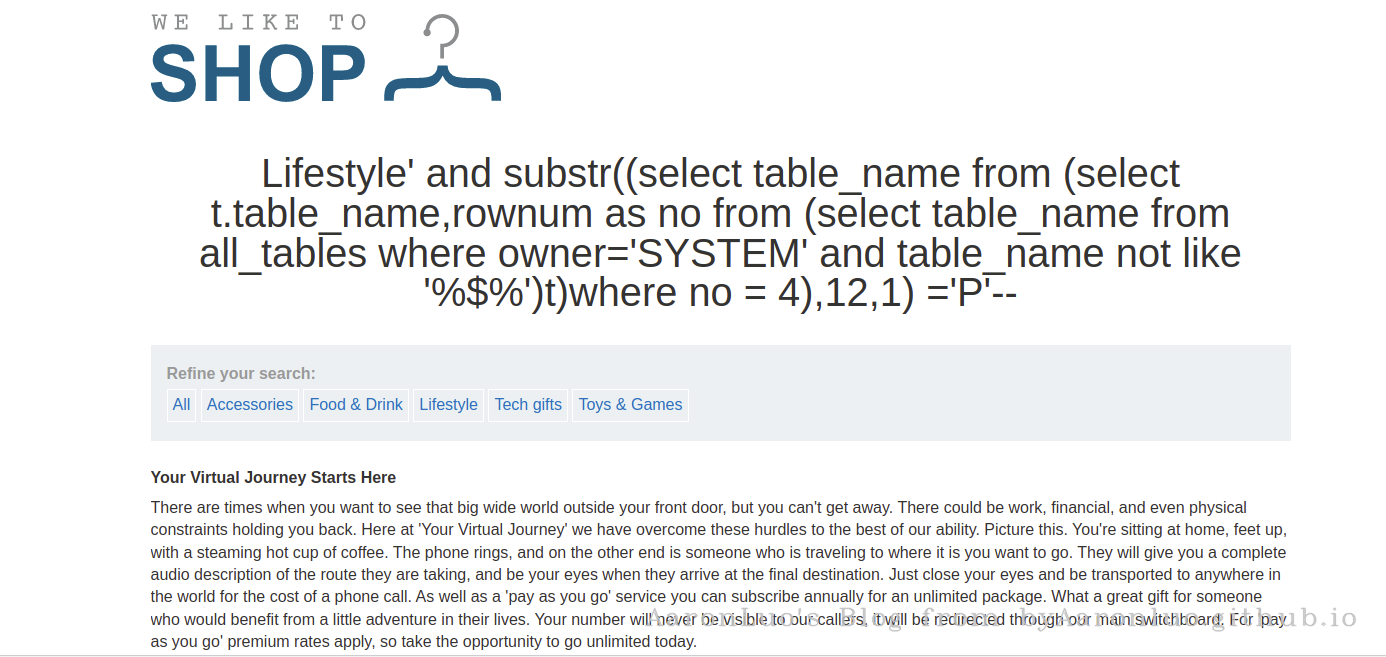 WE LIKE TO
SHOP
Lifestyle' and substr((select table_name from (select
t.table_name,rownum as no from (select table_name from
all_tables where owner='SYSTEM' and table_name not like
'%$%')t)where no = 4),12,1) ='P'--
Refine your search:
All Accessories Food & Drink Lifestyle Tech gifts Toys & Games
Your Virtual Journey Starts Here
There are times when you want to see that big wide world outside your front door, but you can't get away. There could be work, financial, and even physical
constraints holding you back. Here at 'Your Virtual Journey' we have overcome these hurdles to the best of our ability. Picture this. You're sitting at home, feet up,
with a steaming hot cup of coffee. The phone rings, and on the other end is someone who is traveling to where it is you want to go. They will give you a complete
audio description of the route they are taking, and be your eyes when they arrive at the final destination. Just close your eyes and be transported to anywhere in
the world for the cost of a phone call. As well as a 'pay as you go' service you can subscribe annually for an unlimited package. What a great gift for someone
who would benefit from a little adventure in their lives. Your number will never be visible to our callers, it will be redirected through our main switchboard. For 'pay
AaronLuo's Blog from byAaronluo.github.io
as you go' premium rates apply, so take the opportunity to go unlimited today.